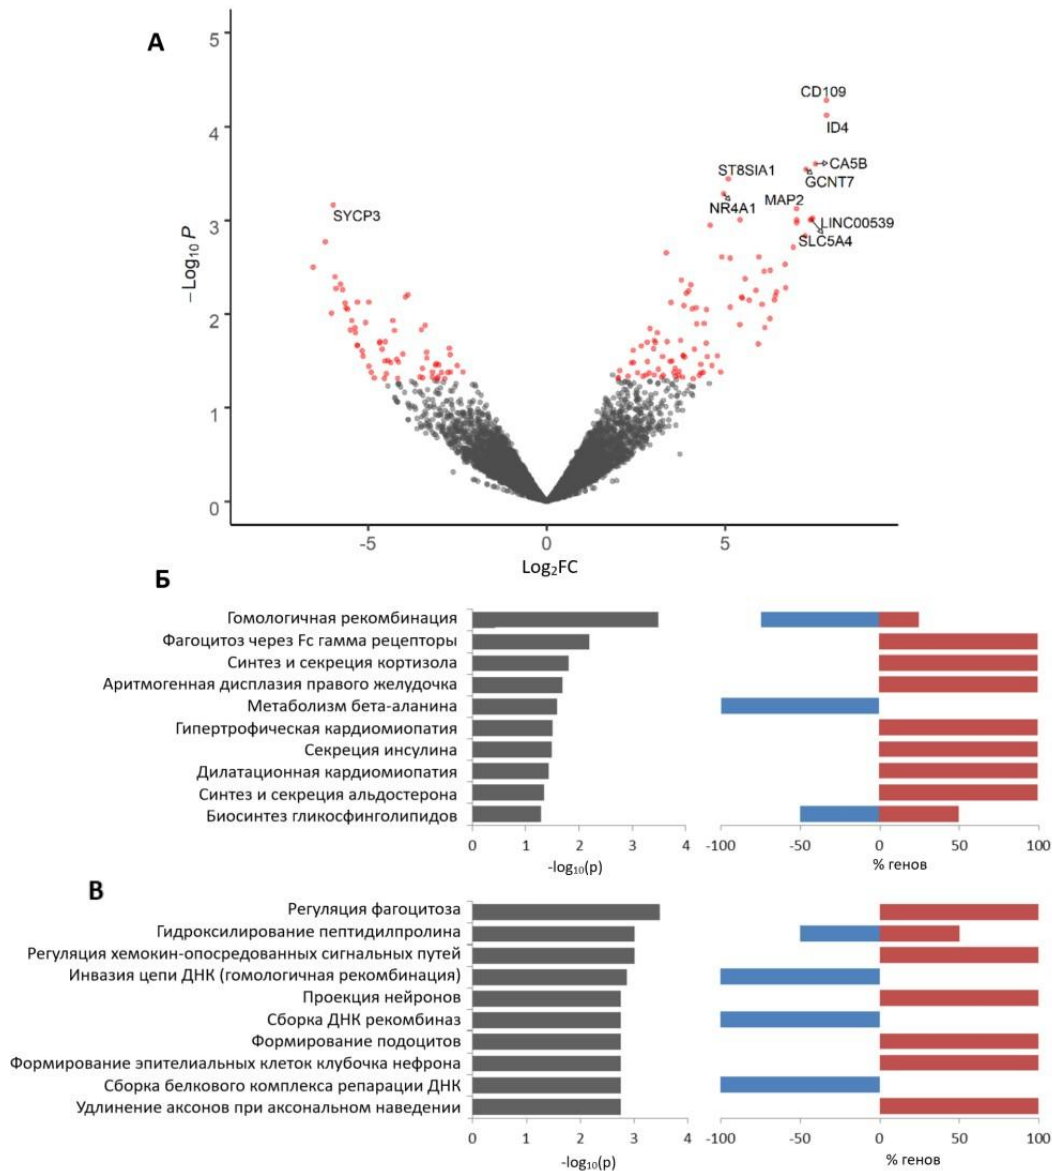 А
5
4
3
2
1
0
−Log₁₀ P
CD109
ID4
CA5B
GCNT7
ST8SIA1
NR4A1
MAP2
LINC00539
SLC5A4
SYCP3
-5
0
5
Log₂FC
Б
Гомологичная рекомбинация
Фагоцитоз через Fc гамма рецепторы
Синтез и секреция кортизола
Аритмогенная дисплазия правого желудочка
Метаболизм бета-аланина
Гипертрофическая кардиомиопатия
Секреция инсулина
Дилатационная кардиомиопатия
Синтез и секреция альдостерона
Биосинтез гликосфинголипидов
0 1 2 3 4
-log₁₀(p)
-100 -50 0 50 100
% генов
В
Регуляция фагоцитоза
Гидроксилирование пептидилпролина
Регуляция хемокин-опосредованных сигнальных путей
Инвазия цепи ДНК (гомологичная рекомбинация)
Проекция нейронов
Сборка ДНК рекомбиназ
Формирование подоцитов
Формирование эпителиальных клеток клубочка нефрона
Сборка белкового комплекса репарации ДНК
Удлинение аксонов при аксональном наведении
0 1 2 3 4
-log₁₀(p)
-100 -50 0 50 100
% генов